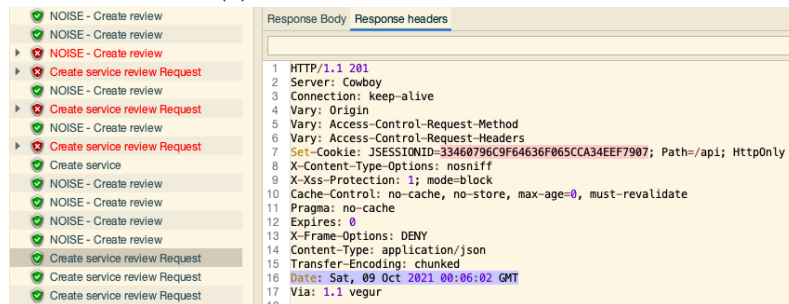 NOISE - Create review
NOISE - Create review
NOISE - Create review
Create service review Request
NOISE - Create review
Create service review Request
NOISE - Create review
Create service review Request
Create service
NOISE - Create review
NOISE - Create review
NOISE - Create review
NOISE - Create review
Create service review Request
Create service review Request
Create service review Request
Response Body Response headers
1 HTTP/1.1 201
2 Server: Cowboy
3 Connection: keep-alive
4 Vary: Origin
5 Vary: Access-Control-Request-Method
6 Vary: Access-Control-Request-Headers
7 Set-Cookie: JSESSIONID=33460796C9F64636F065CCA34EEF7907; Path=/api; HttpOnly
8 X-Content-Type-Options: nosniff
9 X-Xss-Protection: 1; mode=block
10 Cache-Control: no-cache, no-store, max-age=0, must-revalidate
11 Pragma: no-cache
12 Expires: 0
13 X-Frame-Options: DENY
14 Content-Type: application/json
15 Transfer-Encoding: chunked
16 Date: Sat, 09 Oct 2021 00:06:02 GMT
17 Via: 1.1 vegur